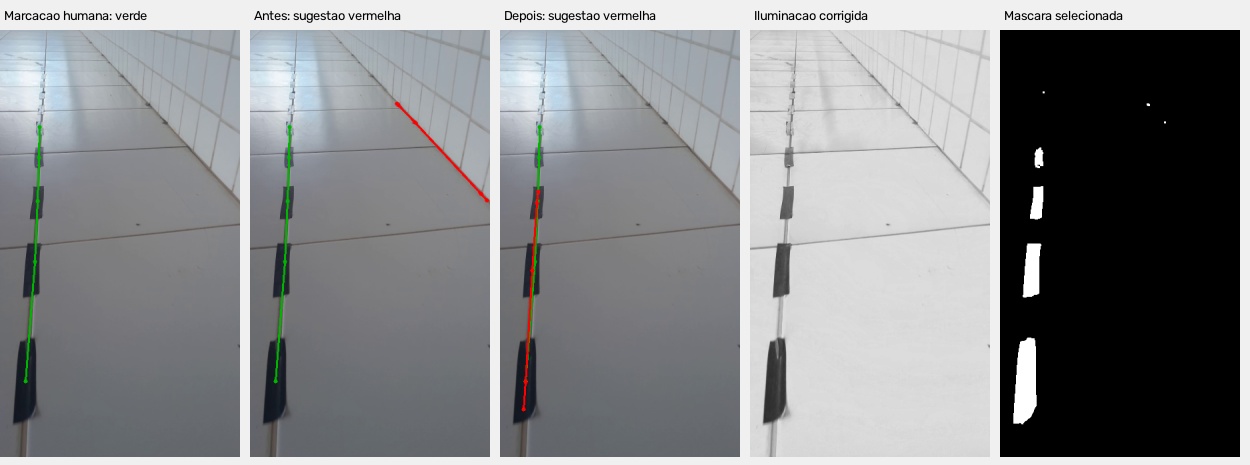 Marcacao humana: verde
Antes: sugestao vermelha
Depois: sugestao vermelha
Iluminacao corrigida
Mascara selecionada